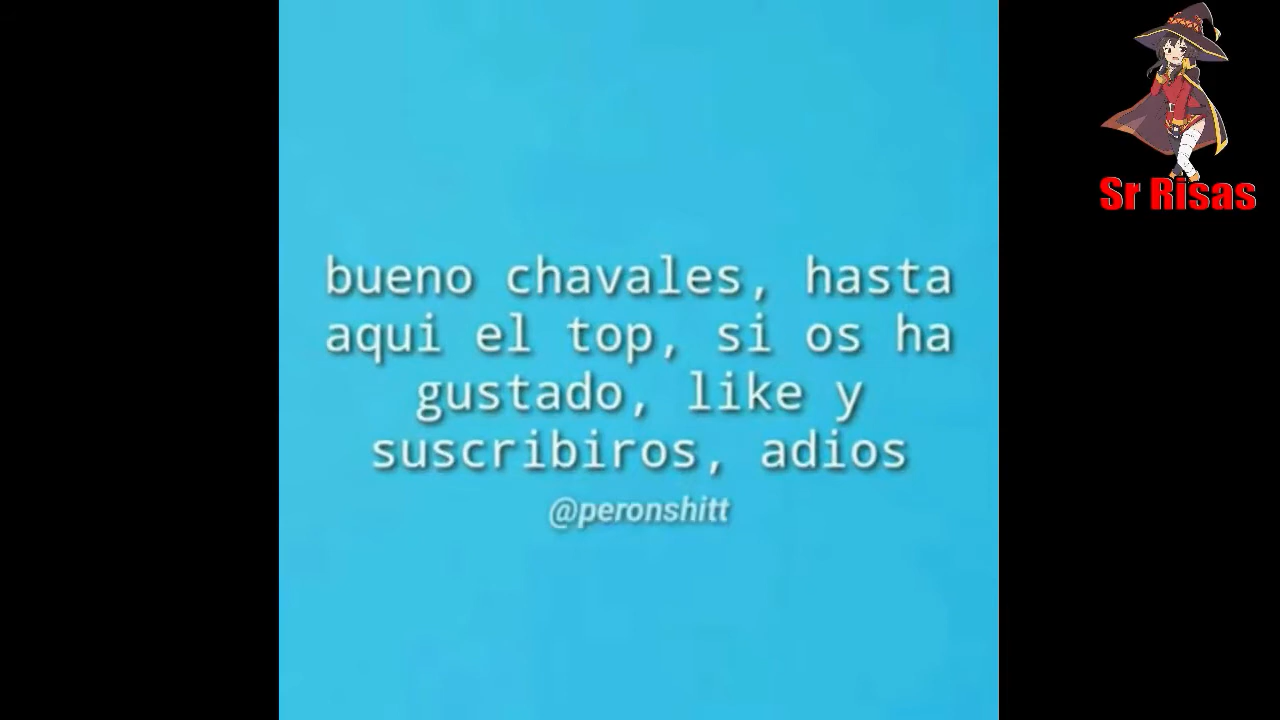 bueno chavales, hasta
aqui el top, si os ha
gustado, like y
suscribiros, adios
@peronshitt
Sr Risas